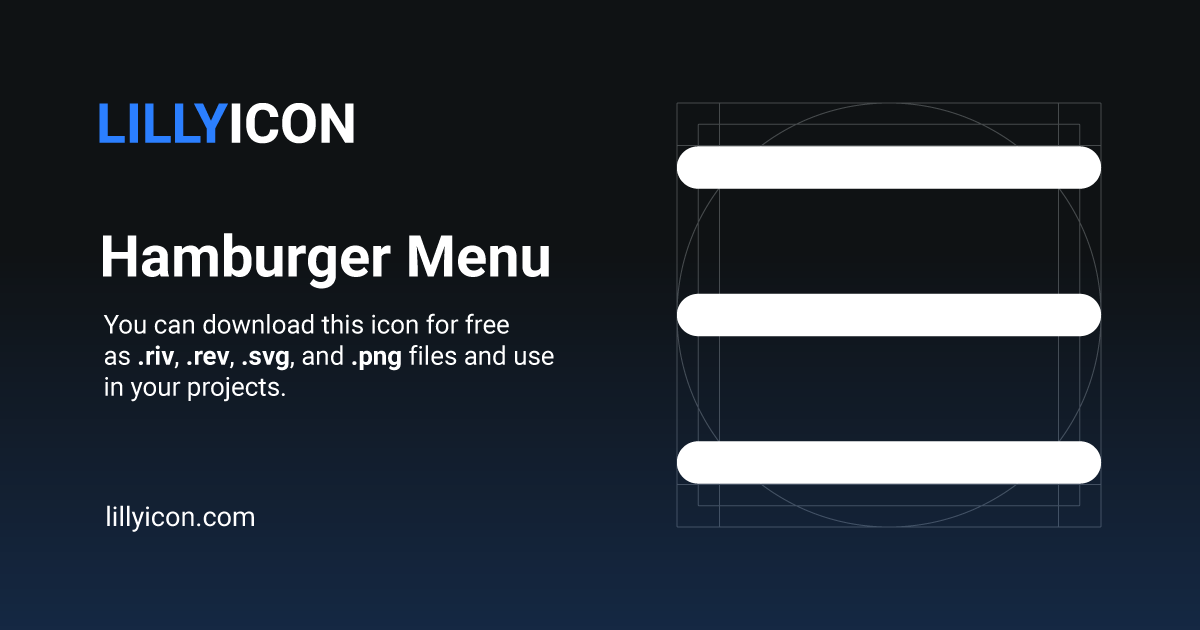 LILLYICON
Hamburger Menu
You can download this icon for free
as .riv, .rev, .svg, and .png files and use
in your projects.
lillyicon.com